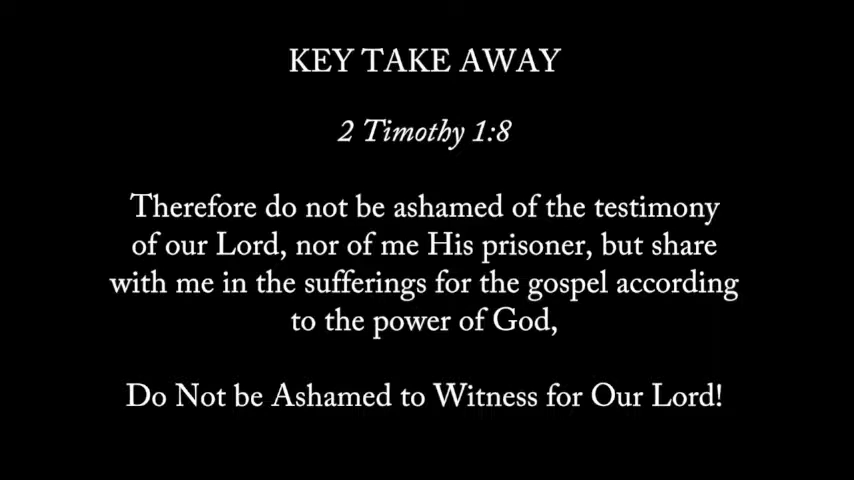 KEY TAKE AWAY
2 Timothy 1:8
Therefore do not be ashamed of the testimony
of our Lord, nor of me His prisoner, but share
with me in the sufferings for the gospel according
to the power of God,
Do Not be Ashamed to Witness for Our Lord!